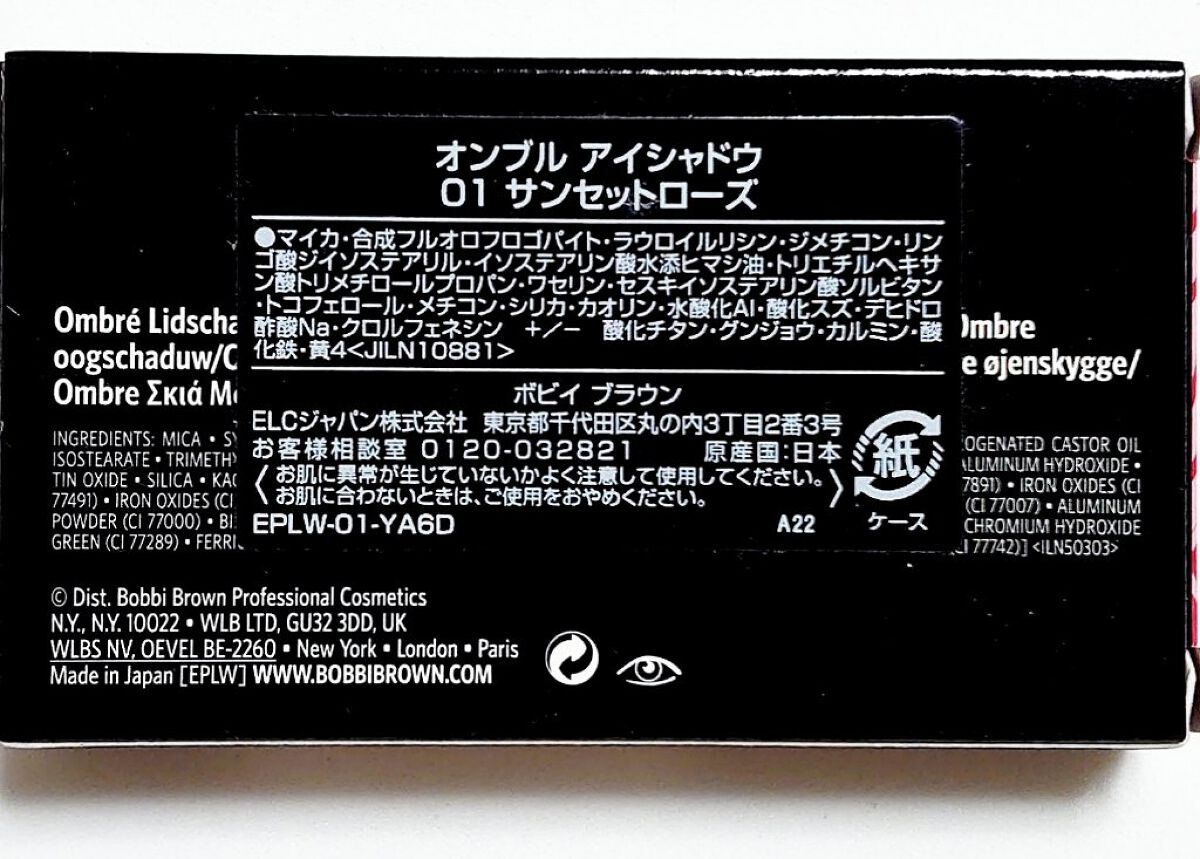 オンブル アイシャドウ
01 サンセットローズ
●マイカ・合成フルオロフロゴパイト・ラウロイルリシン・ジメチコン・リン
ゴ酸ジイソステアリル・イソステアリン酸水添ヒマシ油・トリエチルヘキサ
ン酸トリメチロールプロパン・ワセリン・セスキイソステアリン酸ソルビタン
・トコフェロール・メチコン・シリカ・カオリン・水酸化Al・酸化スズ・デヒドロ
酢酸Na・クロルフェネシン +/− 酸化チタン・グンジョウ・カルミン・酸
化鉄・黄4<JILN10881>
ボビイ ブラウン
ELCジャパン株式会社 東京都千代田区丸の内3丁目2番3号
お客様相談室 0120-032821 原産国:日本
〈お肌に異常が生じていないかよく注意して使用してください。
お肌に合わないときは、ご使用をおやめください。〉
EPLW-01-YA6D A22
紙
ケース
Ombré
oogschaduw/
Ombre Σκιά
Ombre
øjenskygge/
INGREDIENTS: MICA •
ISOSTEARATE •
TIN OXIDE • SILICA •
77491) • IRON OXIDES (CI
POWDER (CI 77000) •
GREEN (CI 77289) •
CASTOR OIL
ALUMINUM HYDROXIDE •
• IRON OXIDES (CI
(CI 77007) • ALUMINUM
CHROMIUM HYDROXIDE
77742)] <ILN50303>
© Dist. Bobbi Brown Professional Cosmetics
N.Y., N.Y. 10022 • WLB LTD, GU32 3DD, UK
WLBS NV, OEVEL BE-2260 • New York • London • Paris
Made in Japan [EPLW] WWW.BOBBIBROWN.COM